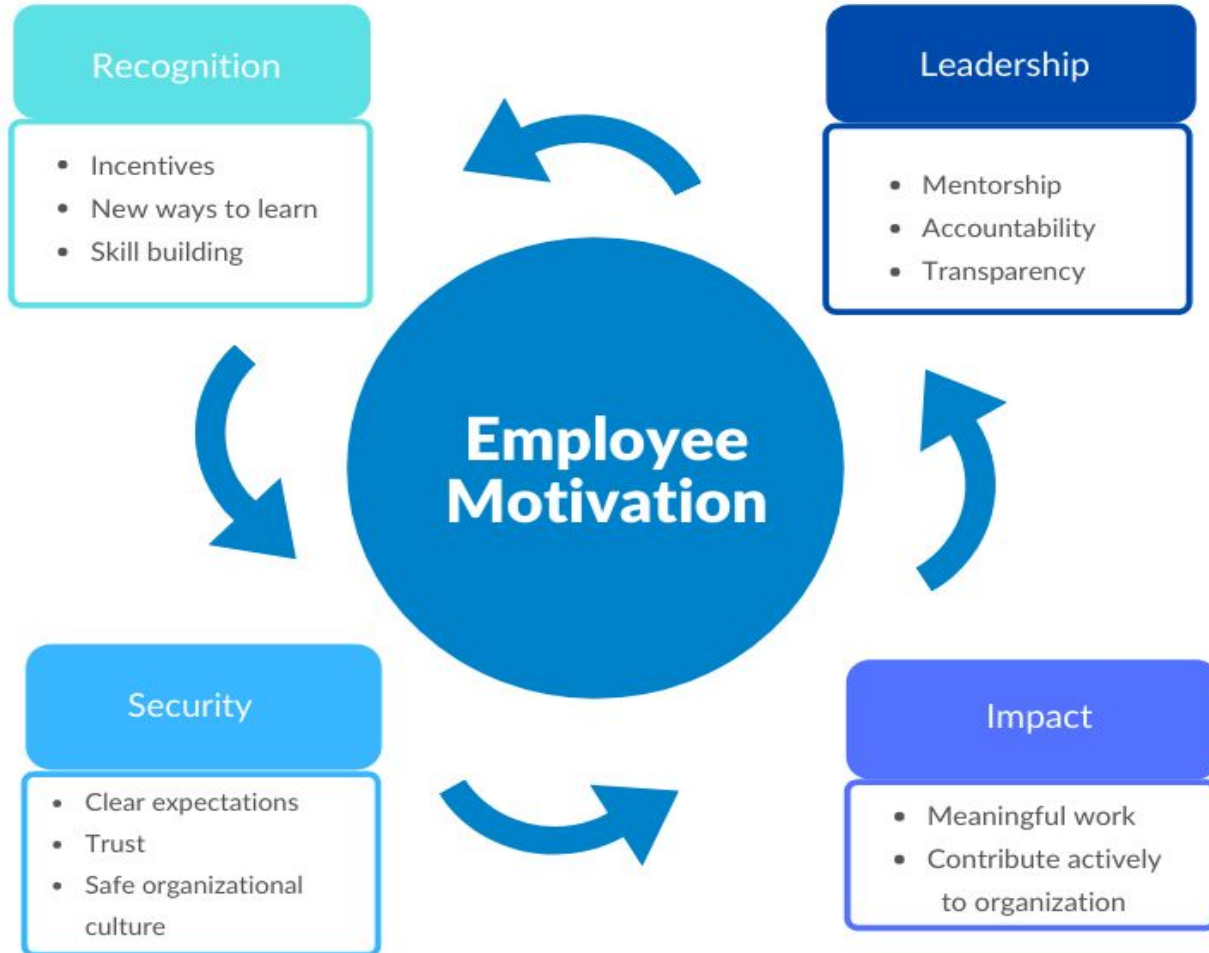 Recognition
• Incentives
• New ways to learn
• Skill building
Leadership
• Mentorship
• Accountability
• Transparency
Employee
Motivation
Security
• Clear expectations
• Trust
• Safe organizational
culture
Impact
• Meaningful work
• Contribute actively
to organization